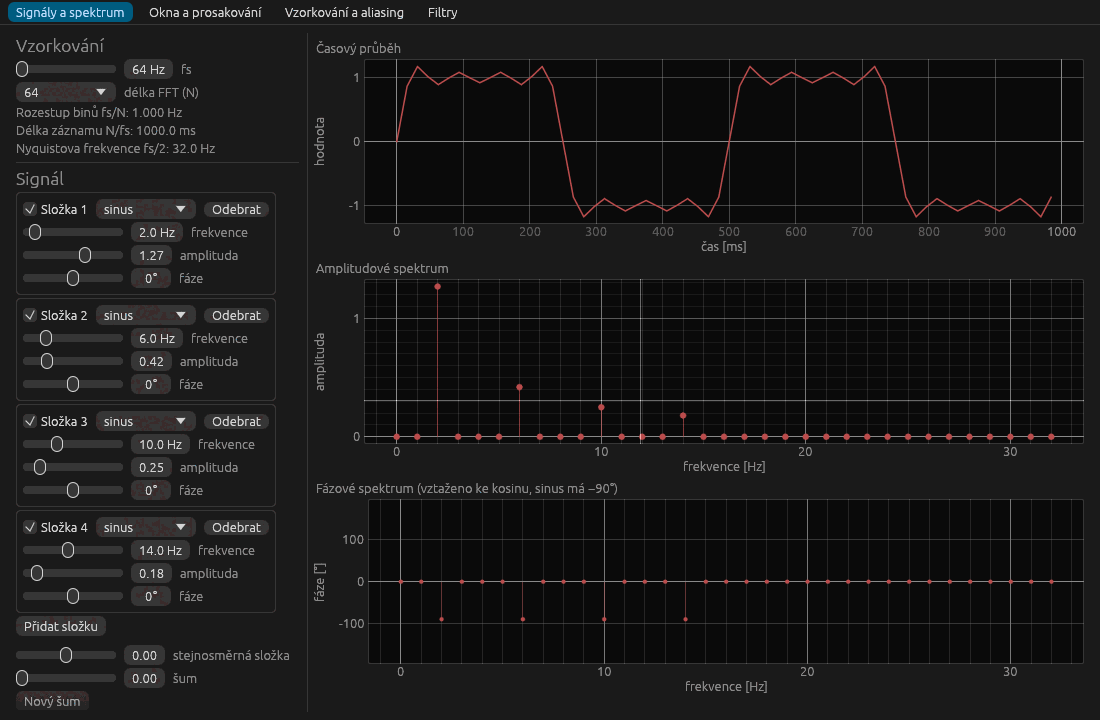 Signály a spektrum
Okna a prosakování
Vzorkování a aliasing
Filtry
Vzorkování
64 Hz fs
64 délka FFT (N)
Rozestup binů fs/N: 1.000 Hz
Délka záznamu N/fs: 1000.0 ms
Nyquistova frekvence fs/2: 32.0 Hz
Signál
Složka 1 sinus Odebrat
2.0 Hz frekvence
1.27 amplituda
0° fáze
Složka 2 sinus Odebrat
6.0 Hz frekvence
0.42 amplituda
0° fáze
Složka 3 sinus Odebrat
10.0 Hz frekvence
0.25 amplituda
0° fáze
Složka 4 sinus Odebrat
14.0 Hz frekvence
0.18 amplituda
0° fáze
Přidat složku
0.00 stejnosměrná složka
0.00 šum
Nový šum
Časový průběh
hodnota
1
0
-1
0 100 200 300 400 500 600 700 800 900 1000
čas [ms]
Amplitudové spektrum
amplituda
1
0
0 10 20 30
frekvence [Hz]
Fázové spektrum (vztaženo ke kosinu, sinus má −90°)
fáze [°]
100
0
-100
0 10 20 30
frekvence [Hz]